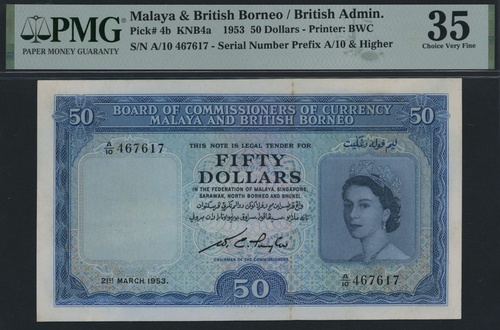 PMG
PAPER MONEY GUARANTY
Malaya & British Borneo / British Admin.
Pick# 4b KNB4a 1953 50 Dollars - Printer: BWC
S/N A/10 467617 - Serial Number Prefix A/10 & Higher
35
Choice Very Fine
50
BOARD OF COMMISSIONERS OF CURRENCY
MALAYA AND BRITISH BORNEO
50
A/10 467617
THIS NOTE IS LEGAL TENDER FOR
FIFTY
DOLLARS
IN THE FEDERATION OF MALAYA, SINGAPORE,
SARAWAK, NORTH BORNEO AND BRUNEI.
CHAIRMAN OF THE COMMISSIONERS
21ST MARCH 1953.
50
A/10 467617